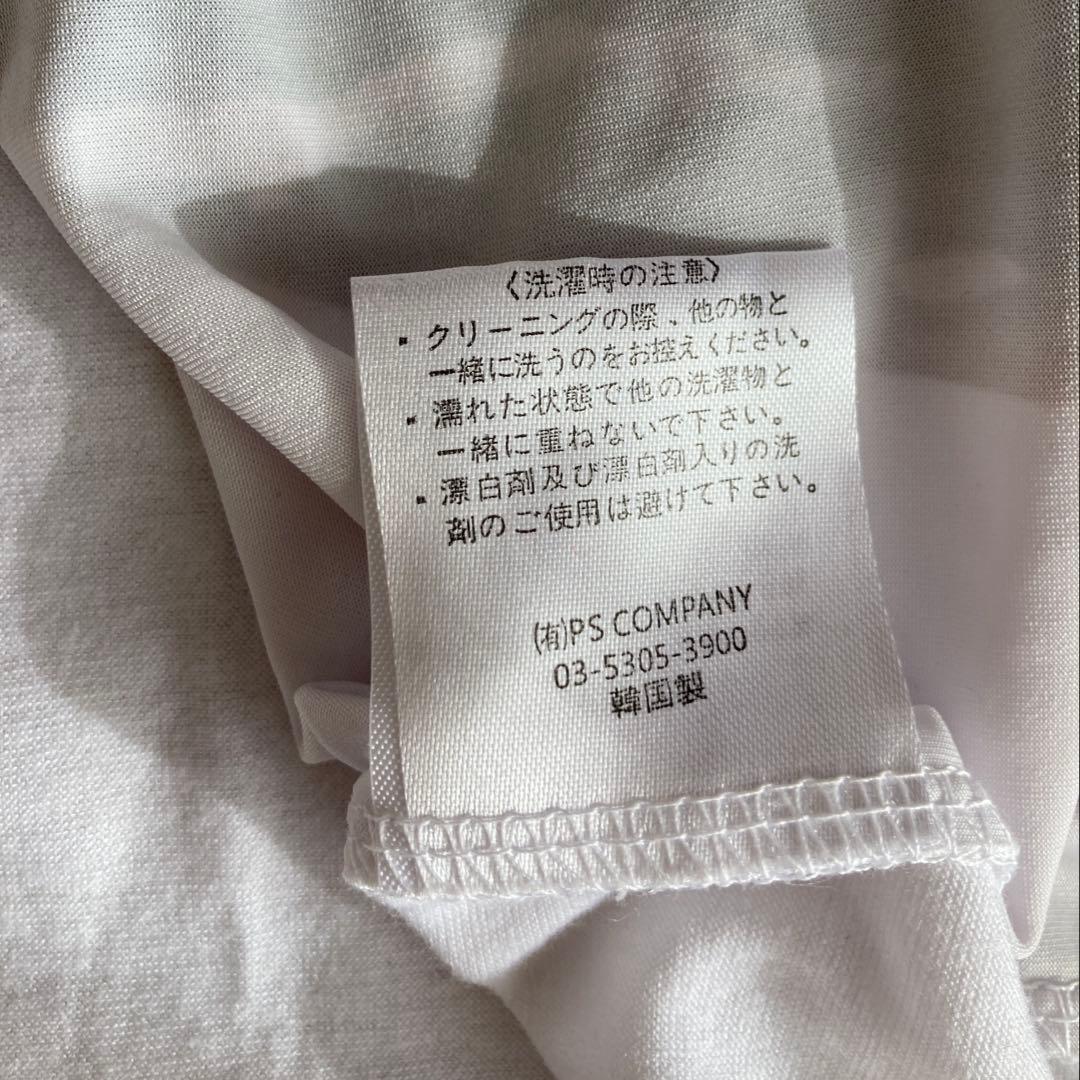 〈洗濯時の注意〉
・クリーニングの際、他の物と
一緒に洗うのをお控えください。
・濡れた状態で他の洗濯物と
一緒に重ねないで下さい。
・漂白剤及び漂白剤入りの洗
剤のご使用は避けて下さい。
㈲PS COMPANY
03-5305-3900
韓国製